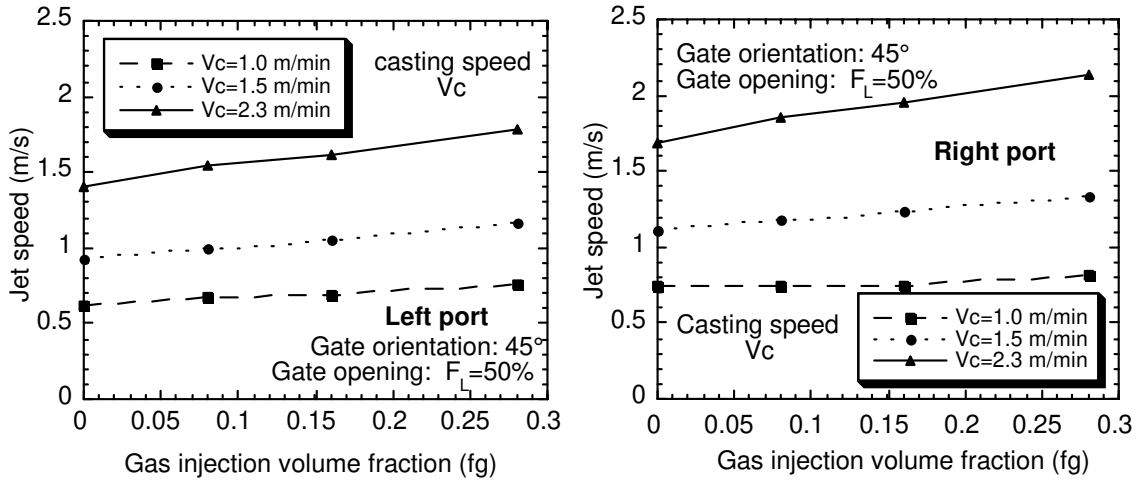 2.5
2
1.5
1
0.5
0
Jet speed (m/s)
Vc=1.0 m/min
Vc=1.5 m/min
Vc=2.3 m/min
casting speed
Vc
Left port
Gate orientation: 45°
Gate opening: F_L=50%
0 0.05 0.1 0.15 0.2 0.25 0.3
Gas injection volume fraction (fg)
2.5
2
1.5
1
0.5
0
Jet speed (m/s)
Gate orientation: 45°
Gate opening: F_L=50%
Right port
Casting speed
Vc
Vc=1.0 m/min
Vc=1.5 m/min
Vc=2.3 m/min
0 0.05 0.1 0.15 0.2 0.25 0.3
Gas injection volume fraction (fg)